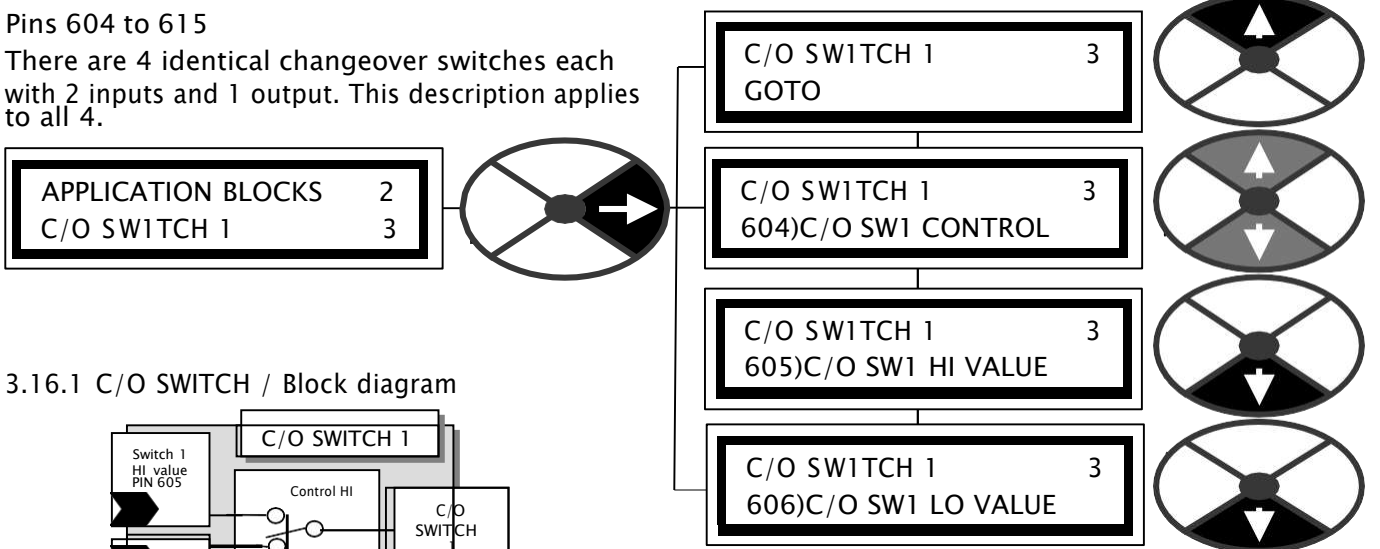 Pins 604 to 615
There are 4 identical changeover switches each
with 2 inputs and 1 output. This description applies
to all 4.
APPLICATION BLOCKS 2
C/O SW1TCH 1 3
C/O SW1TCH 1 3
GOTO
C/O SW1TCH 1 3
604)C/O SW1 CONTROL
C/O SW1TCH 1 3
605)C/O SW1 HI VALUE
C/O SW1TCH 1 3
606)C/O SW1 LO VALUE
3.16.1 C/O SWITCH / Block diagram
C/O SWITCH 1
Switch 1
HI value
PIN 605
Control HI
C/O
SWITCH